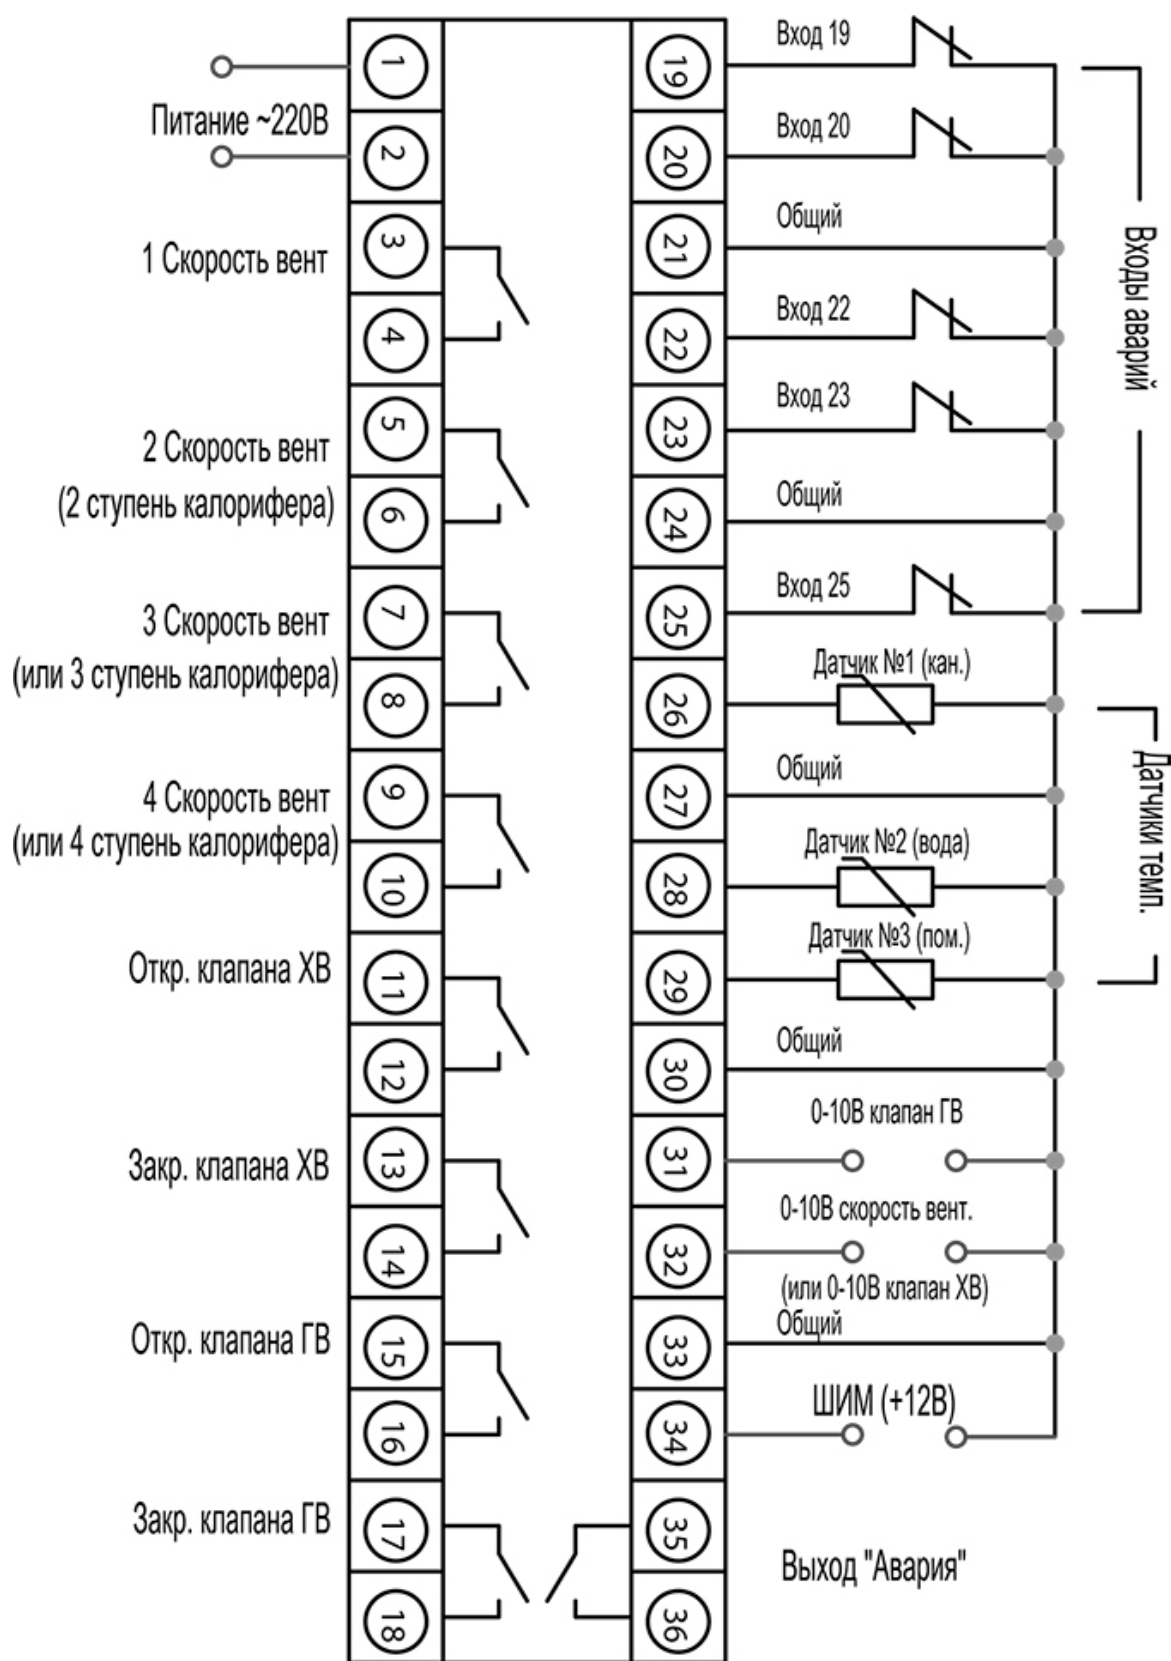 Питание ~220В
1 Скорость вент
2 Скорость вент
(2 ступень калорифера)
3 Скорость вент
(или 3 ступень калорифера)
4 Скорость вент
(или 4 ступень калорифера)
Откр. клапана ХВ
Закр. клапана ХВ
Откр. клапана ГВ
Закр. клапана ГВ
1
2
3
4
5
6
7
8
9
10
11
12
13
14
15
16
17
18
19
20
21
22
23
24
25
26
27
28
29
30
31
32
33
34
35
36
Вход 19
Вход 20
Общий
Вход 22
Вход 23
Общий
Вход 25
Датчик №1 (кан.)
Общий
Датчик №2 (вода)
Датчик №3 (пом.)
Общий
0-10В клапан ГВ
0-10В скорость вент.
(или 0-10В клапан ХВ)
Общий
ШИМ (+12В)
Выход "Авария"
Входы аварий
Датчики темп.